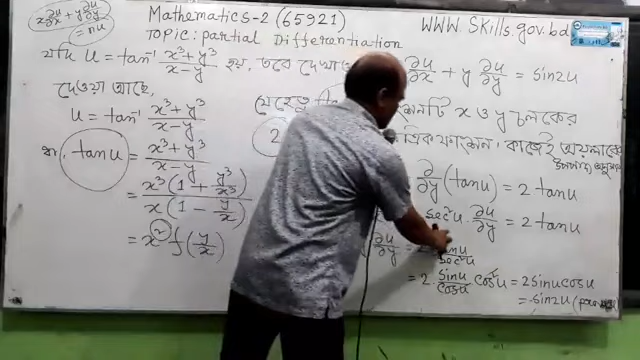 x ∂u/∂x + y ∂u/∂y = nu
Mathematics-2 (65921)
WWW.Skills.gov.bd
TOPIC: partial Differentiation
যদি u = tan⁻¹ (x³+y³)/(x-y) হয়, তবে দেখাও ∂u/∂x + y ∂u/∂y = sin2u
দেওয়া আছে,
u = tan⁻¹ (x³+y³)/(x-y)
tanu = (x³+y³)/(x-y)
= x³(1 + y³/x³) / x(1 - y/x)
= x² f(y/x)
যেহেতু x ও y চলকের
2
কাজেই
∂/∂y (tanu) = 2 tanu
sec²u · ∂u/∂y = 2 tanu
∂u/∂y = 2 tanu/sec²u
= 2 · sinu/cosu cos²u = 2sinucosu
= sin2u